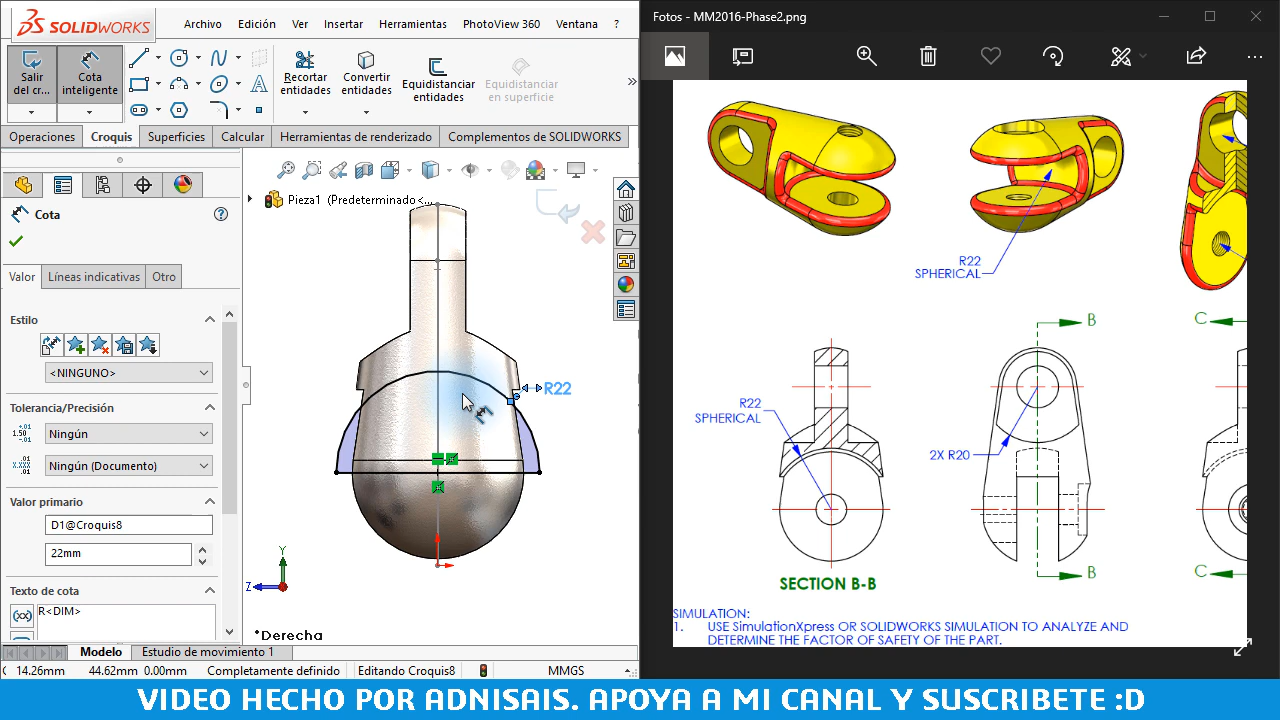 SOLIDWORKS
Archivo
Edición
Ver
Insertar
Herramientas
PhotoView 360
Ventana
?
Salir
del cr...
Cota
inteligente
Recortar
entidades
Convertir
entidades
Equidistanciar
entidades
Equidistanciar
en superficie
Operaciones
Croquis
Superficies
Calcular
Herramientas de renderizado
Complementos de SOLIDWORKS
PiezaT (Predeterminado<...
Cota
Valor
Líneas indicativas
Otro
Estilo
<NINGUNO>
Tolerancia/Precisión
Ningún
Ningún (Documento)
Valor primario
D1@Croquis8
22mm
Texto de cota
R<DIM>
R22
Y
Z
*Derecha
Modelo
Estudio de movimiento 1
14.26mm
44.62mm
0.00mm
Completamente definido
Editando Croquis8
MMGS
Fotos - MM2016-Phase2.png
R22
SPHERICAL
B
C
R22
SPHERICAL
2X R20
B
C
SECTION B-B
SIMULATION:
1. USE SimulationXpress OR SOLIDWORKS SIMULATION TO ANALYZE AND
DETERMINE THE FACTOR OF SAFETY OF THE PART.
VIDEO HECHO POR ADNISAIS. APOYA A MI CANAL Y SUSCRIBETE :D